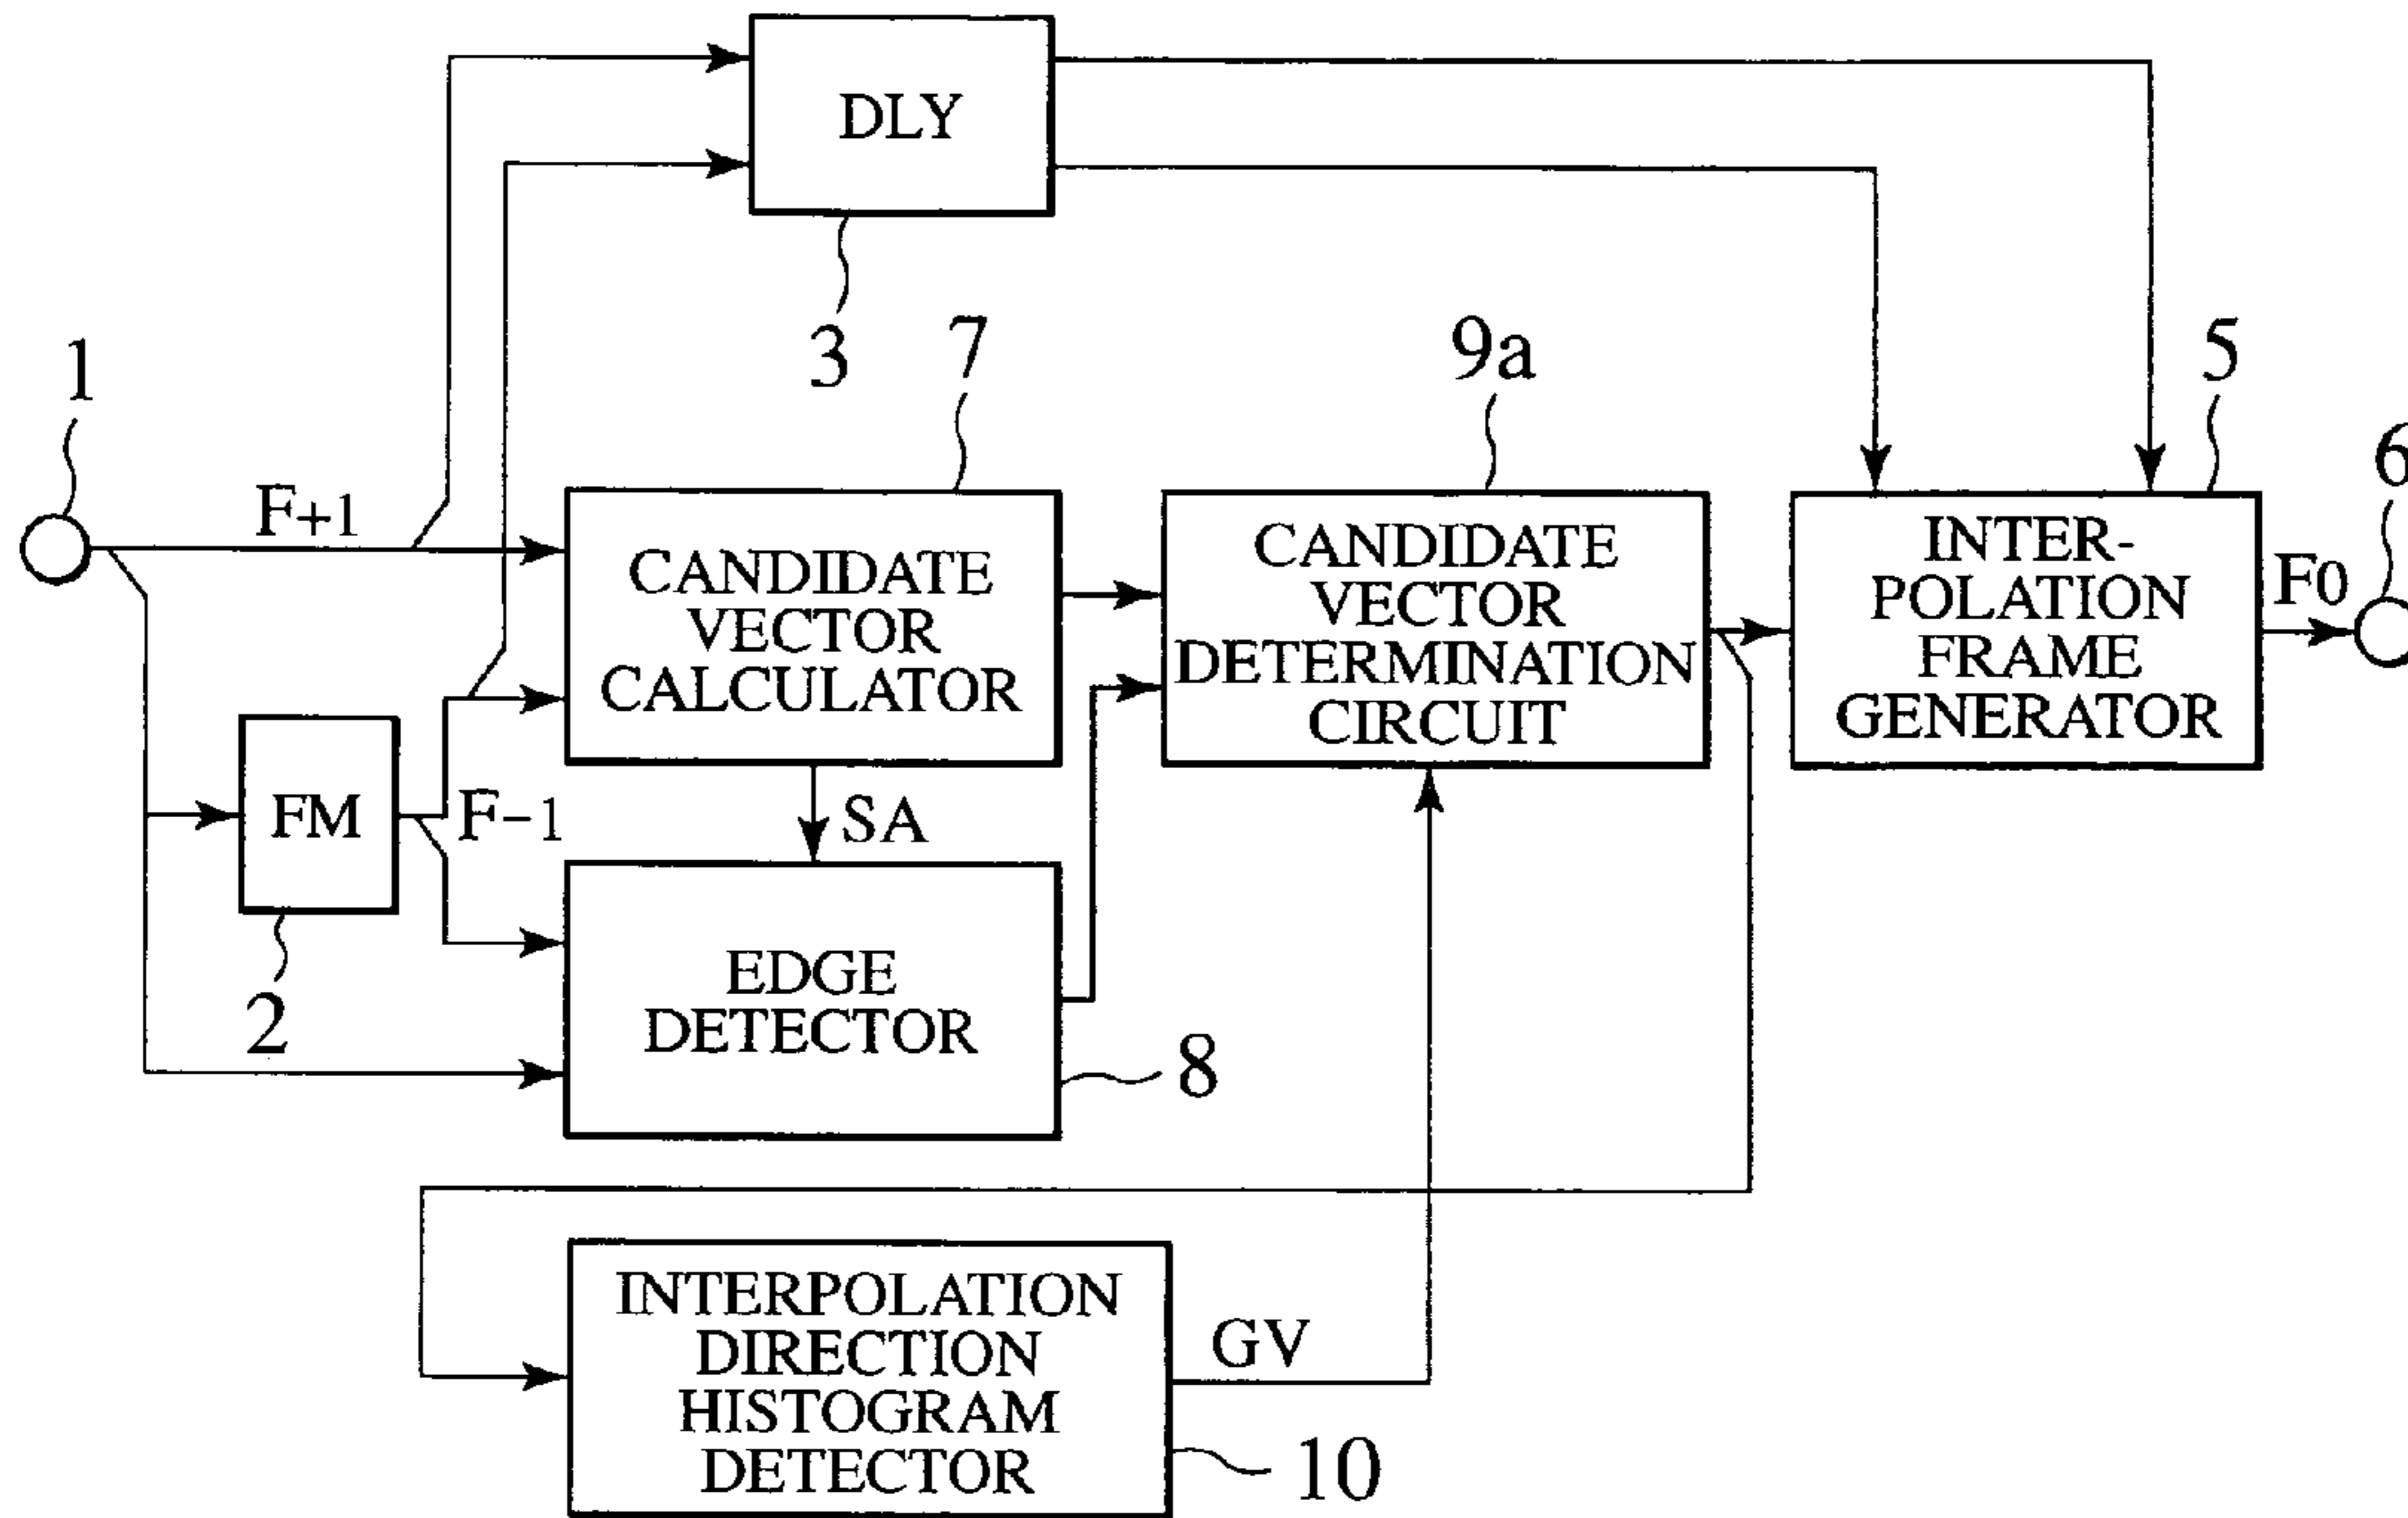 DLY
3
7
9a
5
1
6
F+1
CANDIDATE
VECTOR
CALCULATOR
CANDIDATE
VECTOR
DETERMINATION
CIRCUIT
INTER-
POLATION
FRAME
GENERATOR
F0
FM
F-1
SA
2
EDGE
DETECTOR
8
INTERPOLATION
DIRECTION
HISTOGRAM
DETECTOR
GV
10